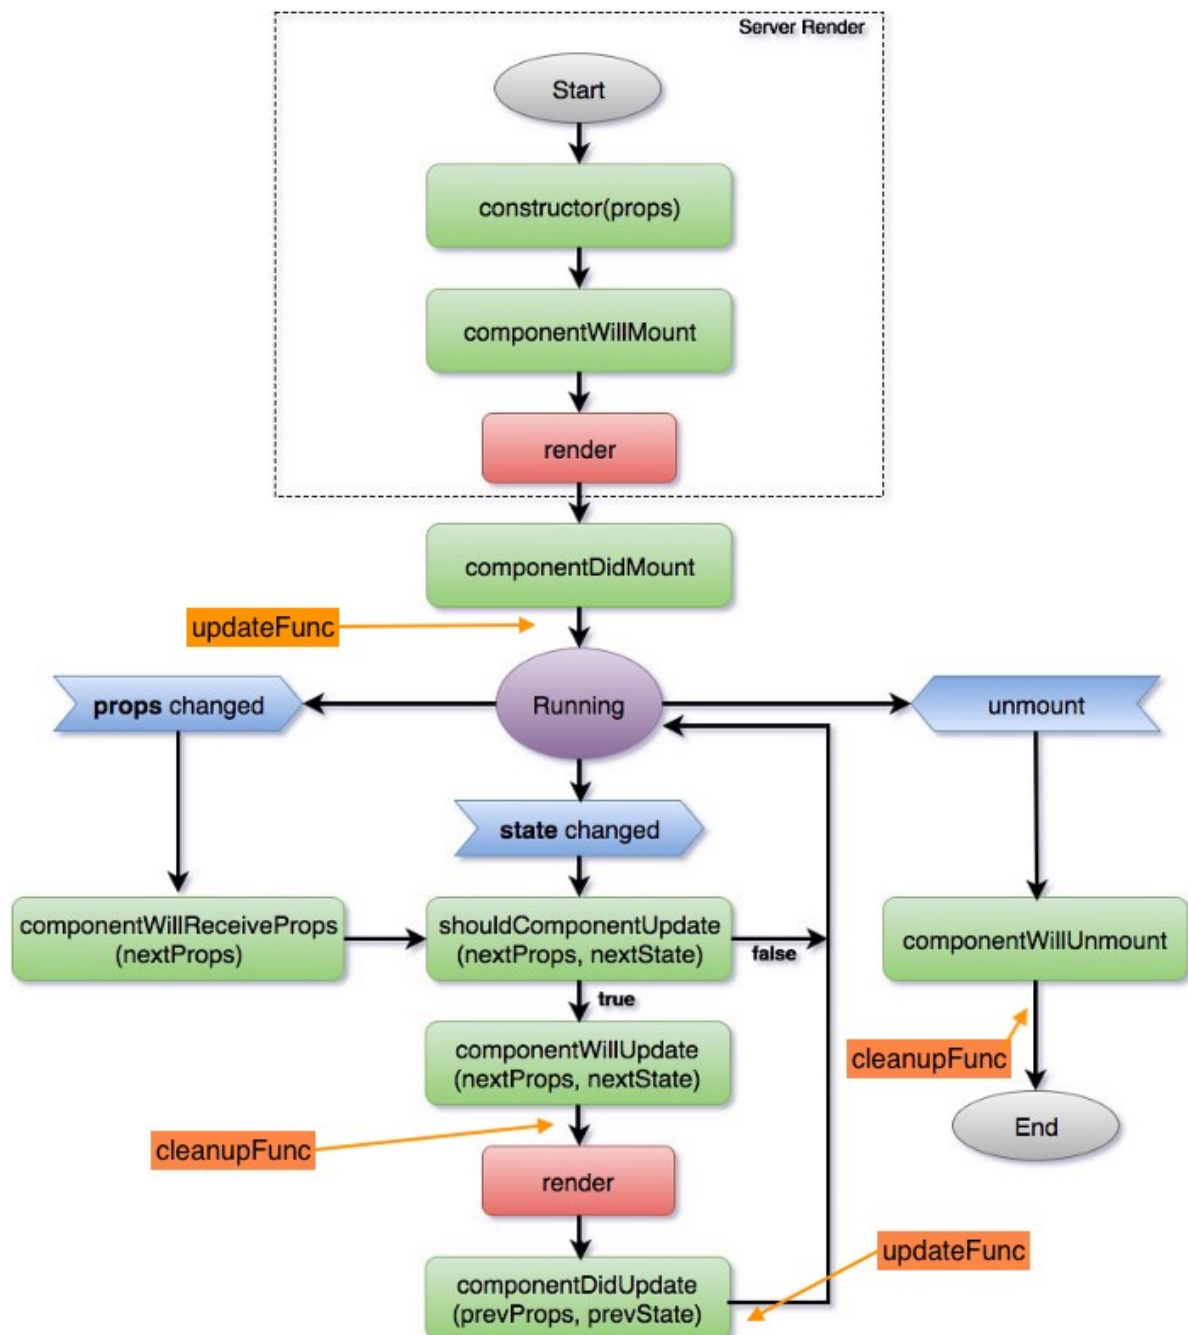 Server Render
Start
constructor(props)
componentWillMount
render
componentDidMount
updateFunc
props changed
Running
unmount
state changed
componentWillReceiveProps
(nextProps)
shouldComponentUpdate
(nextProps, nextState)
false
componentWillUnmount
true
componentWillUpdate
(nextProps, nextState)
cleanupFunc
cleanupFunc
End
render
updateFunc
componentDidUpdate
(prevProps, prevState)